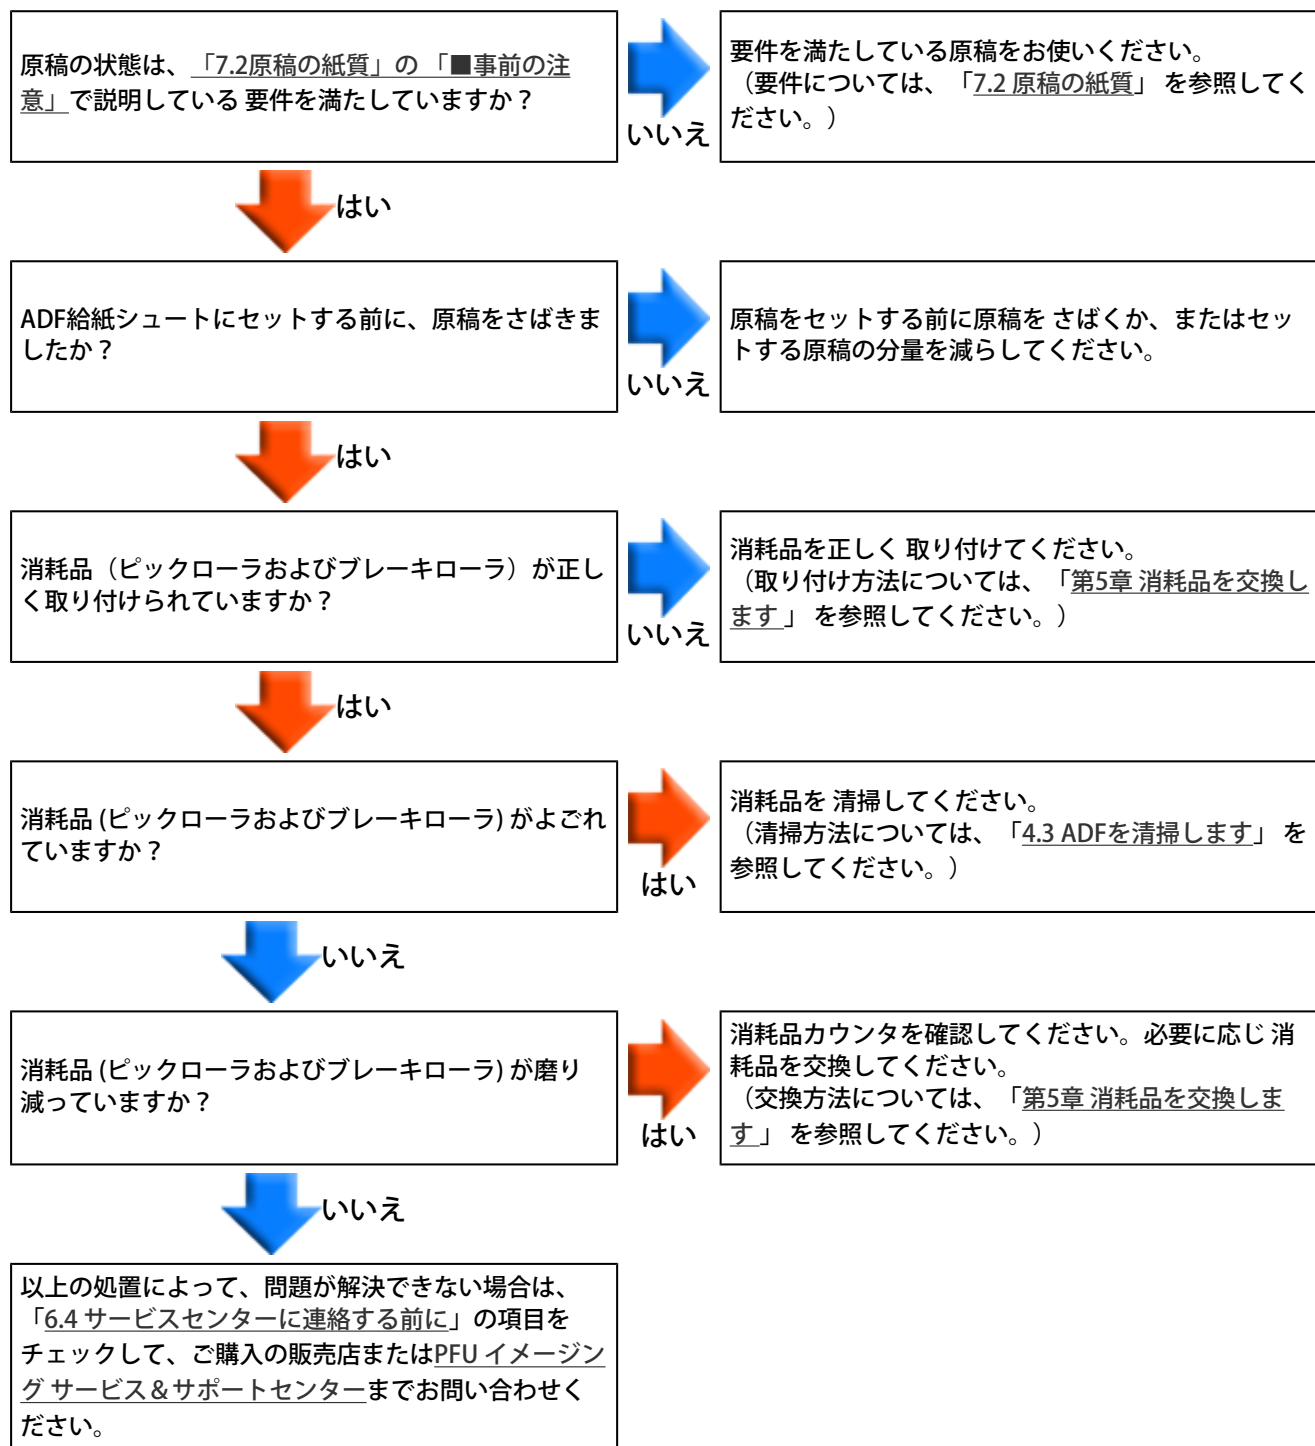 原稿の状態は、「7.2原稿の紙質」の 「■事前の注
意」で説明している 要件を満たしていますか？
いいえ
要件を満たしている原稿をお使いください。
（要件については、「7.2 原稿の紙質」 を参照してく
ださい。）
はい
ADF給紙シュートにセットする前に、原稿をさばきま
したか？
いいえ
原稿をセットする前に原稿を さばくか、またはセッ
トする原稿の分量を減らしてください。
はい
消耗品（ピックローラおよびブレーキローラ）が正し
く取り付けられていますか？
いいえ
消耗品を正しく 取り付けてください。
（取り付け方法については、「第5章 消耗品を交換し
ます 」 を参照してください。）
はい
消耗品 (ピックローラおよびブレーキローラ) がよごれ
ていますか？
はい
消耗品を 清掃してください。
（清掃方法については、「4.3 ADFを清掃します」 を
参照してください。）
いいえ
消耗品 (ピックローラおよびブレーキローラ) が磨り
減っていますか？
はい
消耗品カウンタを確認してください。必要に応じ 消
耗品を交換してください。
（交換方法については、「第5章 消耗品を交換しま
す 」 を参照してください。）
いいえ
以上の処置によって、問題が解決できない場合は、
「6.4 サービスセンターに連絡する前に」の項目を
チェックして、ご購入の販売店またはPFU イメージン
グ サービス＆サポートセンターまでお問い合わせく
ださい。